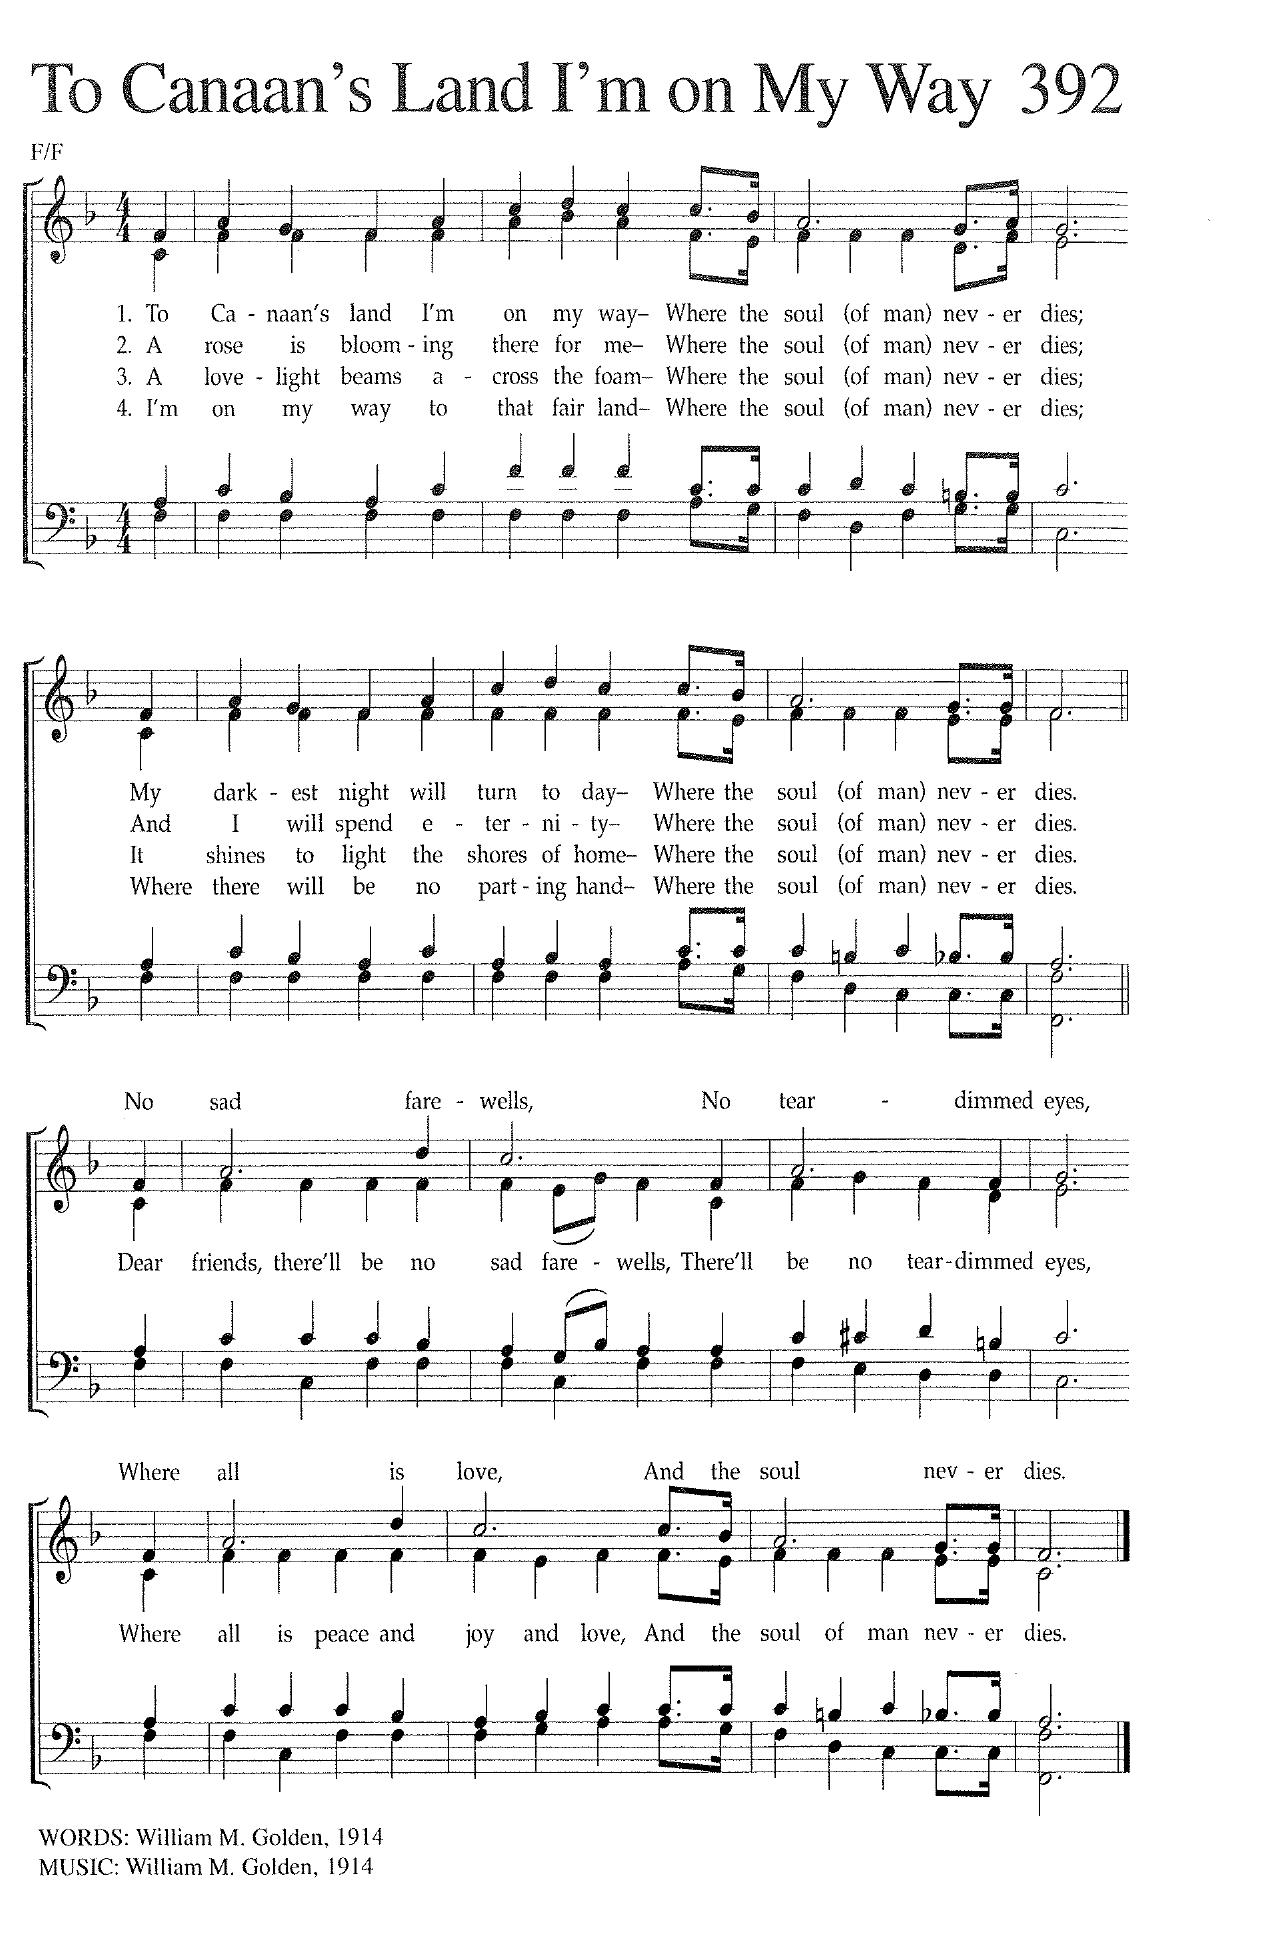 To Canaan's Land I'm on My Way 392
F/F
1. To Ca - naan's land I'm on my way– Where the soul (of man) nev - er dies;
2. A rose is bloom - ing there for me– Where the soul (of man) nev - er dies;
3. A love - light beams a - cross the foam– Where the soul (of man) nev - er dies;
4. I'm on my way to that fair land– Where the soul (of man) nev - er dies;
My dark - est night will turn to day– Where the soul (of man) nev - er dies.
And I will spend e - ter - ni - ty– Where the soul (of man) nev - er dies.
It shines to light the shores of home– Where the soul (of man) nev - er dies.
Where there will be no part - ing hand– Where the soul (of man) nev - er dies.
No sad fare - wells, No tear - dimmed eyes,
Dear friends, there'll be no sad fare - wells, There'll be no tear-dimmed eyes,
Where all is love, And the soul nev - er dies.
Where all is peace and joy and love, And the soul of man nev - er dies.
WORDS: William M. Golden, 1914
MUSIC: William M. Golden, 1914